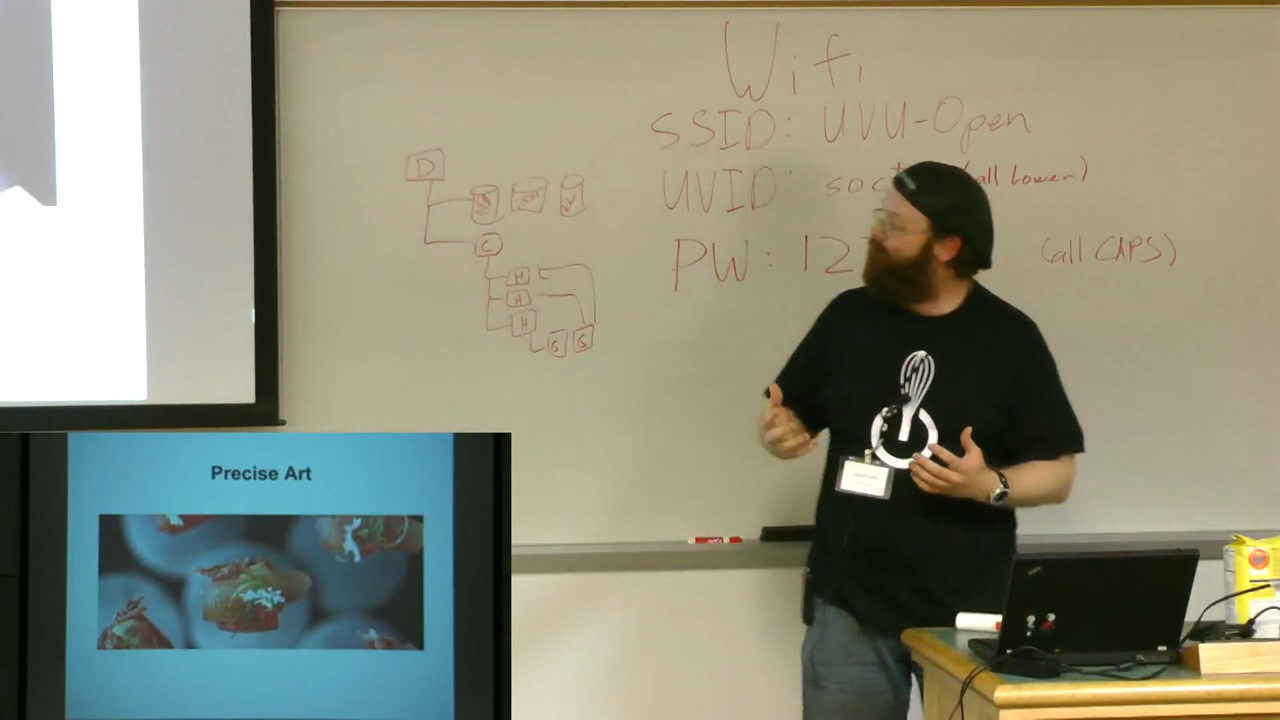 Wifi
SSID: UVU-Open
UVID: soc (all Lower)
PW: 12 (all CAPS)
D
C
H
H
H
G G
Precise Art